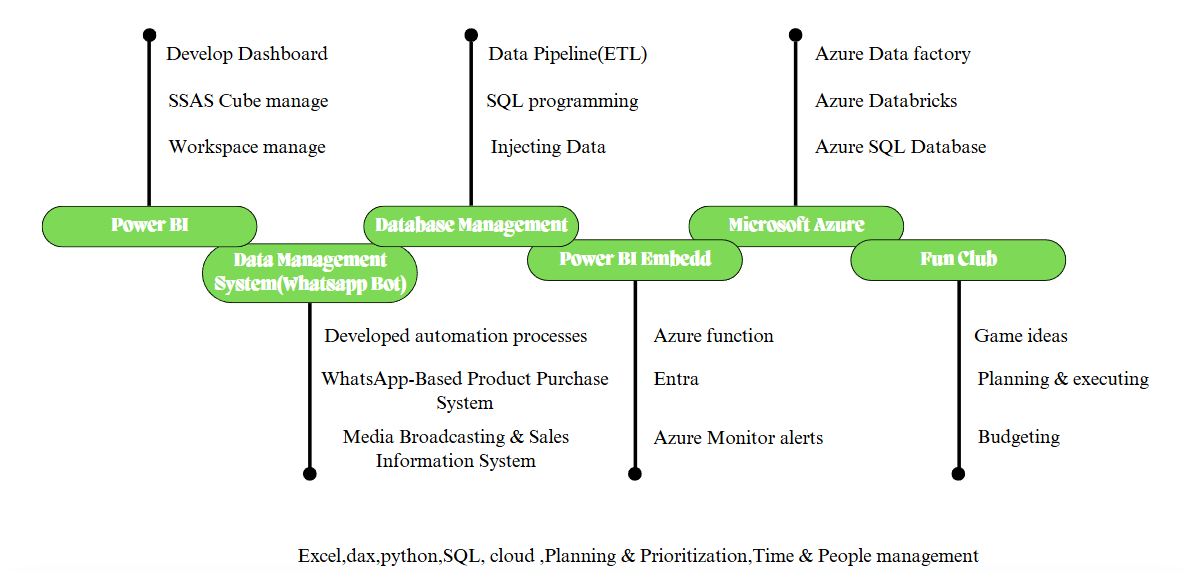 Develop Dashboard
SSAS Cube manage
Workspace manage
Power BI
Data Management
System(Whatsapp Bot)
Developed automation processes
WhatsApp-Based Product Purchase
System
Media Broadcasting & Sales
Information System
Data Pipeline(ETL)
SQL programming
Injecting Data
Database Management
Power BI Embedd
Azure function
Entra
Azure Monitor alerts
Azure Data factory
Azure Databricks
Azure SQL Database
Microsoft Azure
Fun Club
Game ideas
Planning & executing
Budgeting
Excel,dax,python,SQL, cloud ,Planning & Prioritization,Time & People management